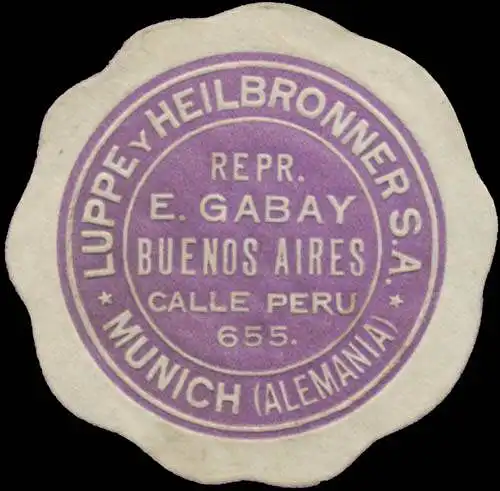 LUPPE Y HEILBRONNER S.A.
REPR.
E. GABAY
BUENOS AIRES
CALLE PERU
655.
* MUNICH (ALEMANIA) *